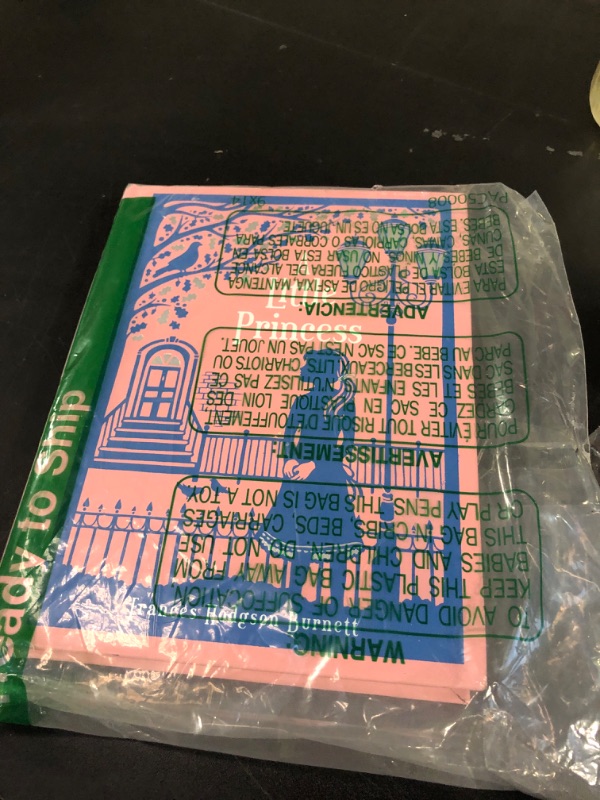 Little
Princess
Frances Hodgson Burnett
ady to Ship
WARNING:
TO AVOID DANGER OF SUFFOCATION,
KEEP THIS PLASTIC BAG AWAY FROM
BABIES AND CHILDREN. DO NOT USE
THIS BAG IN CRIBS, BEDS, CARRIAGES
OR PLAY PENS. THIS BAG IS NOT A TOY.
AVERTISSEMENT:
POUR ÉVITER TOUT RISQUE D'ÉTOUFFEMENT,
GARDEZ CE SAC EN PLASTIQUE LOIN DES
BÉBÉS ET LES ENFANTS. N'UTILISEZ PAS CE
SAC DANS LES BERCEAUX, LITS, CHARIOTS OU
PARC AU BEBE. CE SAC N'EST PAS UN JOUET.
ADVERTENCIA:
PARA EVITAR EL PELIGRO DE ASFIXIA, MANTENGA
ESTA BOLSA DE PLASTICO FUERA DEL ALCANCE
DE BEBES Y NIÑOS. NO USAR ESTA BOLSA EN
CUNAS, CAMAS, CARRIOLAS O CORRALES PARA
BEBES. ESTA BOLSA NO ES UN JUGUETE.
PAC50008 9X14